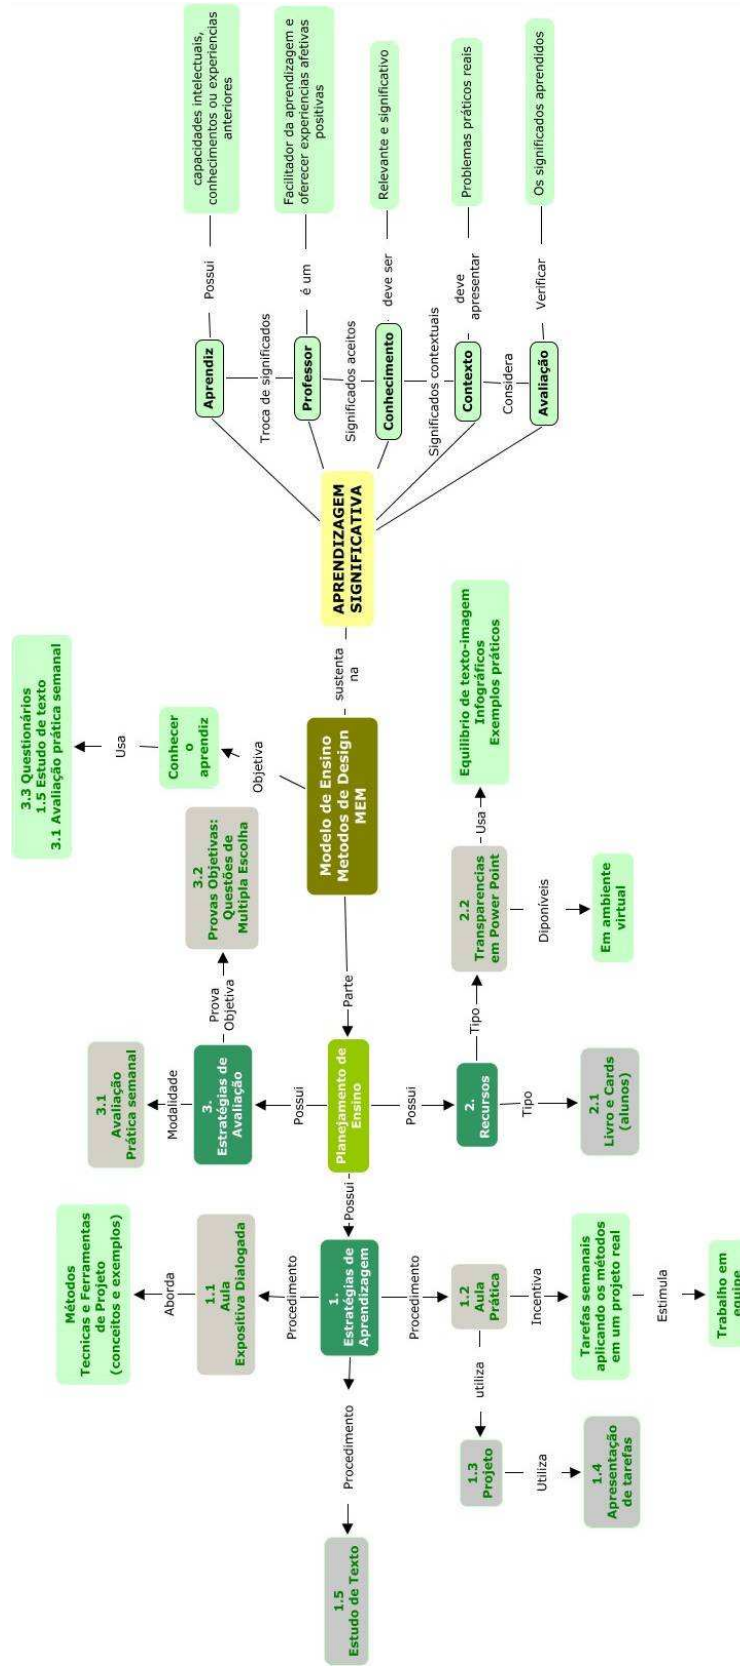 Métodos
Tecnicas e Ferramentas
de Projeto
(conceitos e exemplos)
Aborda
1.1
Aula
Expositiva Dialogada
Procedimento
1.
Estratégias de
Aprendizagem
Procedimento
1.5
Estudo de Texto
Procedimento
1.2
Aula
Prática
utiliza
1.3
Projeto
Utiliza
1.4
Apresentação
de tarefas
Incentiva
Tarefas semanais
aplicando os métodos
em um projeto real
Estimula
Trabalho em
equipe
Possui
Planejamento de
Ensino
Possui
3.
Estratégias de
Avaliação
Modalidade
3.1
Avaliação
Prática semanal
Prova
Objetiva
3.2
Provas Objetivas:
Questões de
Multipla Escolha
Possui
2.
Recursos
Tipo
2.1
Livro e Cards
(alunos)
Tipo
2.2
Transparencias
em Power Point
Diponíveis
Em ambiente
virtual
Usa
Equilibrio de texto-imagem
Infográficos
Exemplos práticos
Parte
Modelo de Ensino
Metodos de Design
MEM
Objetiva
Conhecer
o
aprendiz
Usa
3.3 Questionários
1.5 Estudo de texto
3.1 Avaliação prática semanal
sustenta
na
APRENDIZAGEM
SIGNIFICATIVA
Aprendiz
Possui
capacidades intelectuais,
conhecimentos ou experiencias
anteriores
Troca de significados
Professor
é um
Facilitador da aprendizagem e
oferecer experiencias afetivas
positivas
Significados aceitos
Conhecimento
deve ser
Relevante e significativo
Significados contextuais
Contexto
deve
apresentar
Problemas práticos reais
Considera
Avaliação
Verificar
Os significados aprendidos